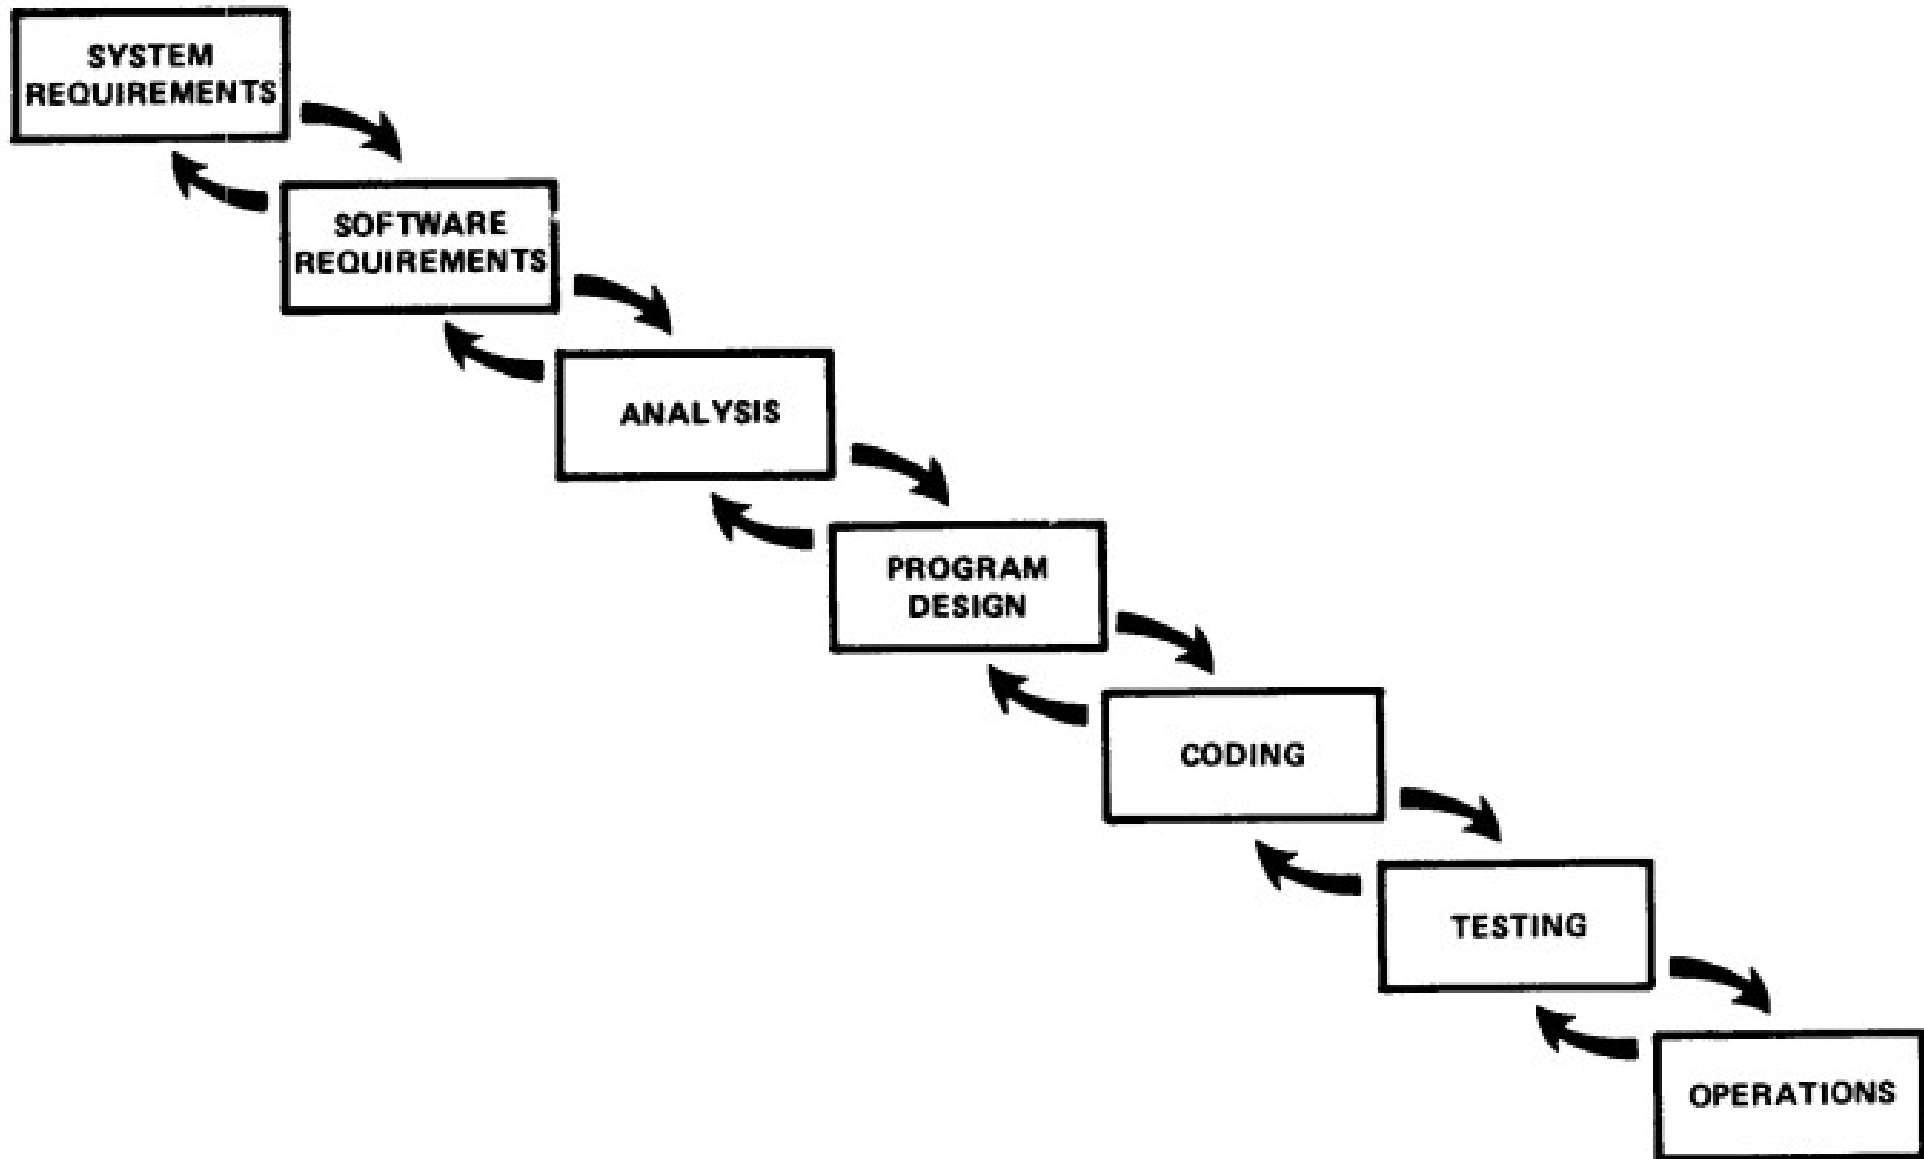 SYSTEM
REQUIREMENTS
SOFTWARE
REQUIREMENTS
ANALYSIS
PROGRAM
DESIGN
CODING
TESTING
OPERATIONS